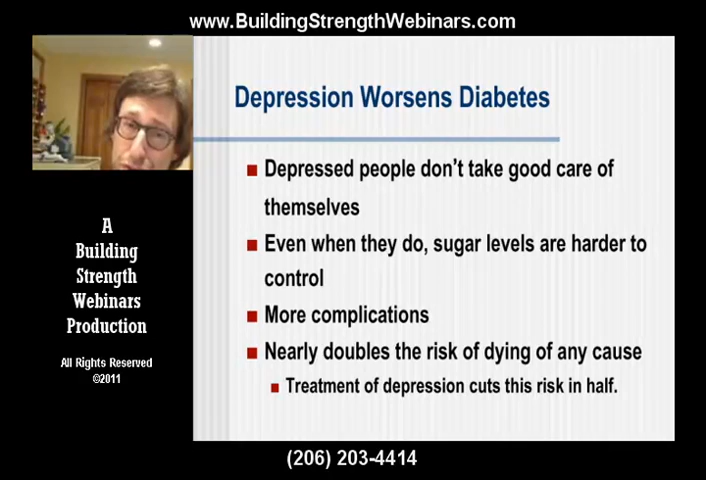 www.BuildingStrengthWebinars.com
Depression Worsens Diabetes
Depressed people don't take good care of
themselves
Even when they do, sugar levels are harder to
control
More complications
Nearly doubles the risk of dying of any cause
Treatment of depression cuts this risk in half.
A
Building
Strength
Webinars
Production
All Rights Reserved
©2011
(206) 203-4414